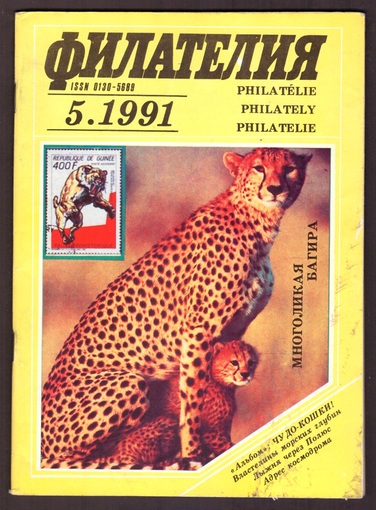 ФИЛАТЕЛИЯ
ISSN 0130-5689
5.1991
PHILATÉLIE
PHILATELY
PHILATELIE
REPUBLIQUE DE GUINÉE
400F
МНОГОЛИКАЯ
БАГИРА
«Альбом»: ЧУДО-КОШКИ!
Властелины морских глубин
Лыжня через Полюс
Адрес космодрома